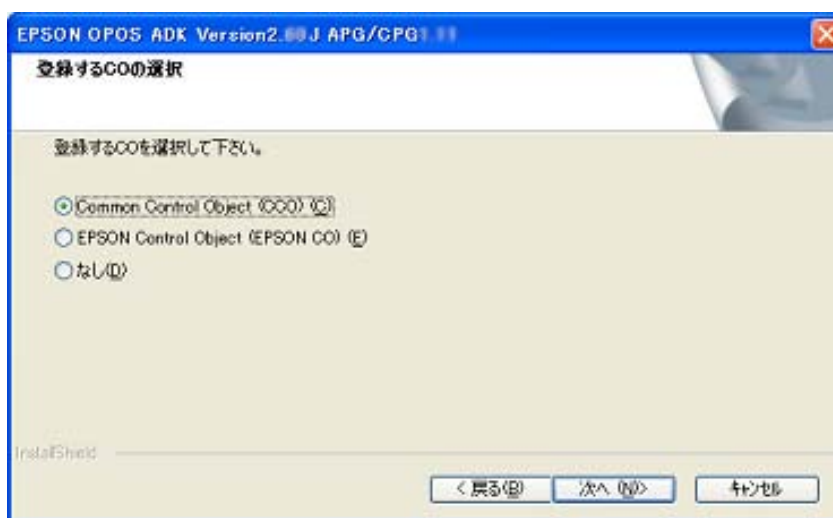 EPSON OPOS ADK Version2. J APG/CPG
登録するCOの選択
登録するCOを選択して下さい。
Common Control Object (CCO) (C)
EPSON Control Object (EPSON CO) (E)
なし(D)
InstallShield
< 戻る(B)
次へ (N)>
キャンセル